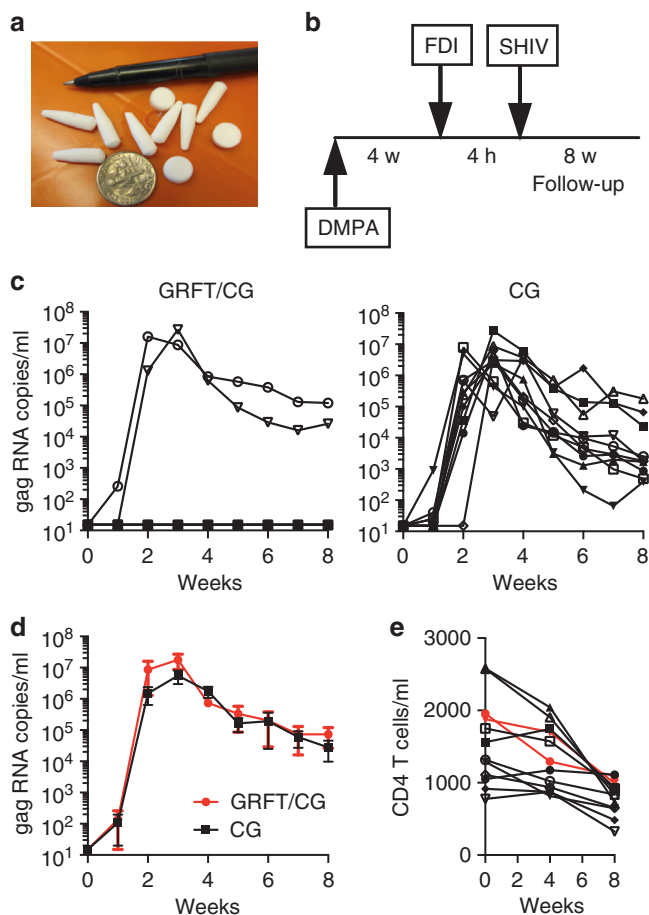 a
b
FDI
SHIV
4 w
4 h
8 w
Follow-up
DMPA
c
GRFT/CG
CG
gag RNA copies/ml
10⁸
10⁷
10⁶
10⁵
10⁴
10³
10²
10¹
0 2 4 6 8
Weeks
10⁸
10⁷
10⁶
10⁵
10⁴
10³
10²
10¹
0 2 4 6 8
Weeks
d
gag RNA copies/ml
10⁸
10⁷
10⁶
10⁵
10⁴
10³
10²
10¹
GRFT/CG
CG
0 2 4 6 8
Weeks
e
CD4 T cells/ml
3000
2000
1000
0
0 2 4 6 8
Weeks